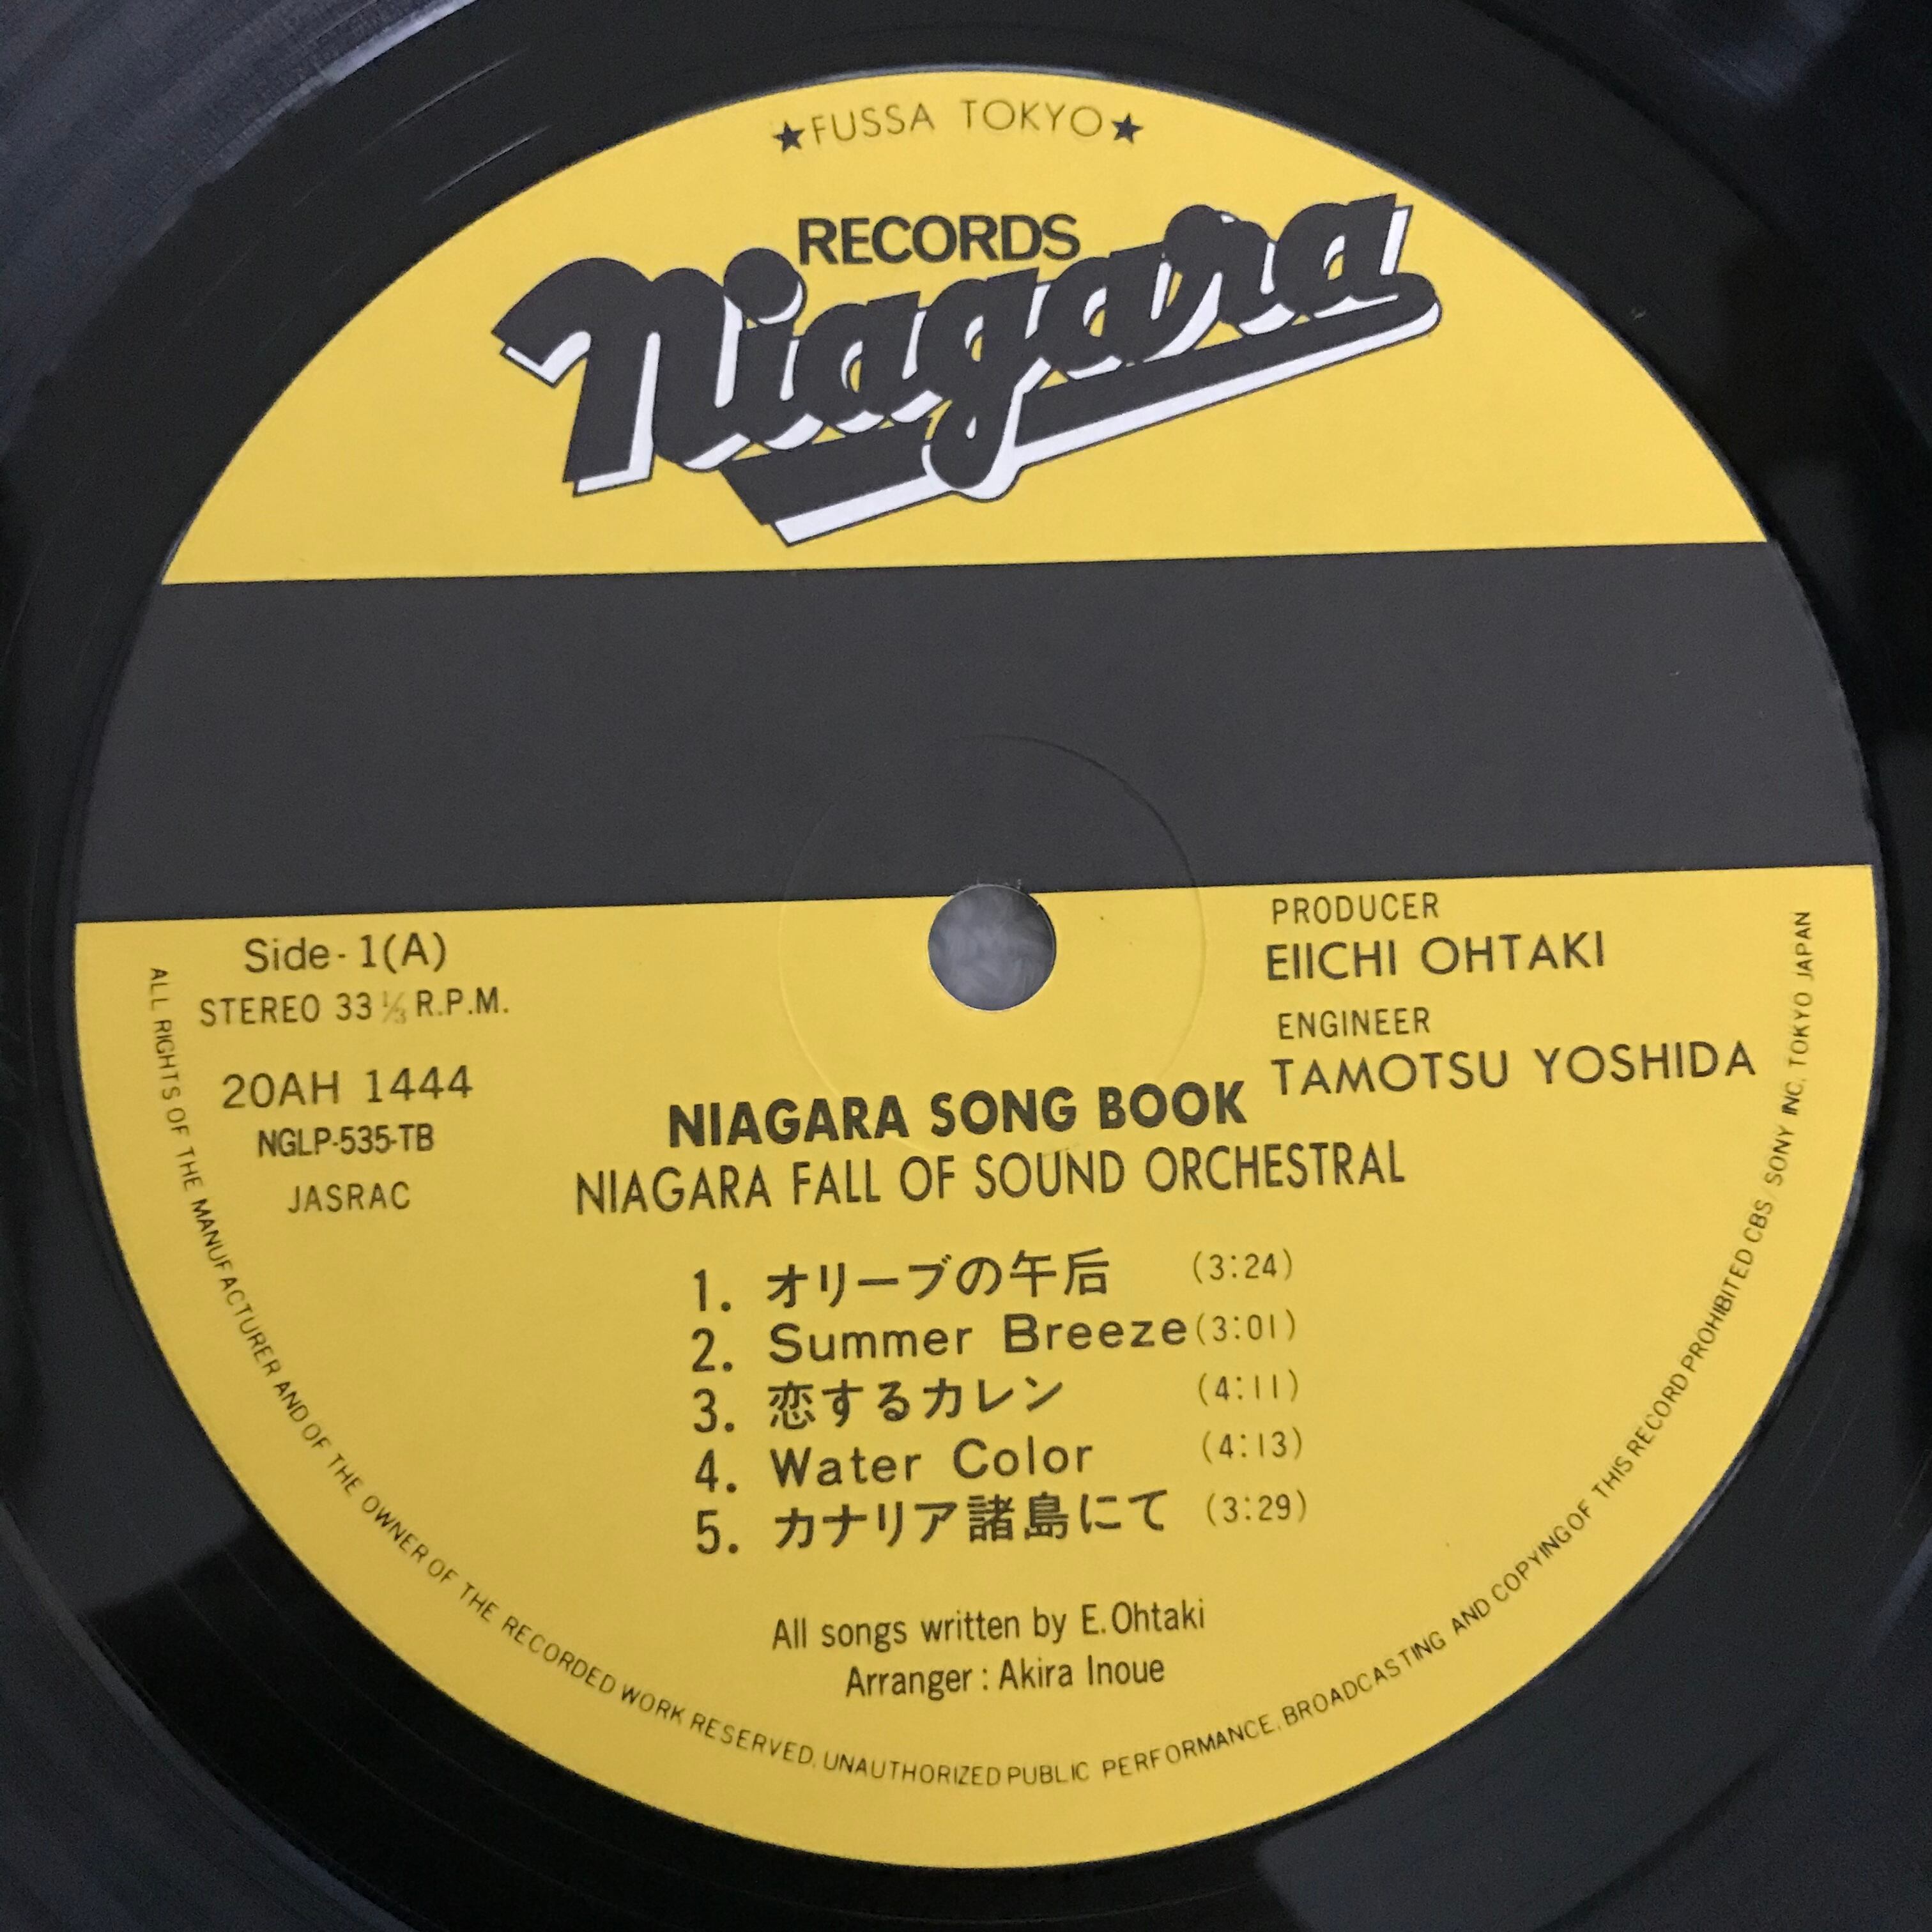 ★FUSSA TOKYO★
RECORDS
Niagara
Side-1(A)
STEREO 33 1/3 R.P.M.
20AH 1444
NGLP-535-TB
JASRAC
PRODUCER
EIICHI OHTAKI
ENGINEER
TAMOTSU YOSHIDA
NIAGARA SONG BOOK
NIAGARA FALL OF SOUND ORCHESTRAL
1. オリーブの午后 (3:24)
2. Summer Breeze (3:01)
3. 恋するカレン (4:11)
4. Water Color (4:13)
5. カナリア諸島にて (3:29)
All songs written by E. Ohtaki
Arranger : Akira Inoue
ALL RIGHTS OF THE MANUFACTURER AND OF THE OWNER OF THE RECORDED WORK RESERVED. UNAUTHORIZED PUBLIC PERFORMANCE, BROADCASTING AND COPYING OF THIS RECORD PROHIBITED CBS/SONY INC, TOKYO JAPAN